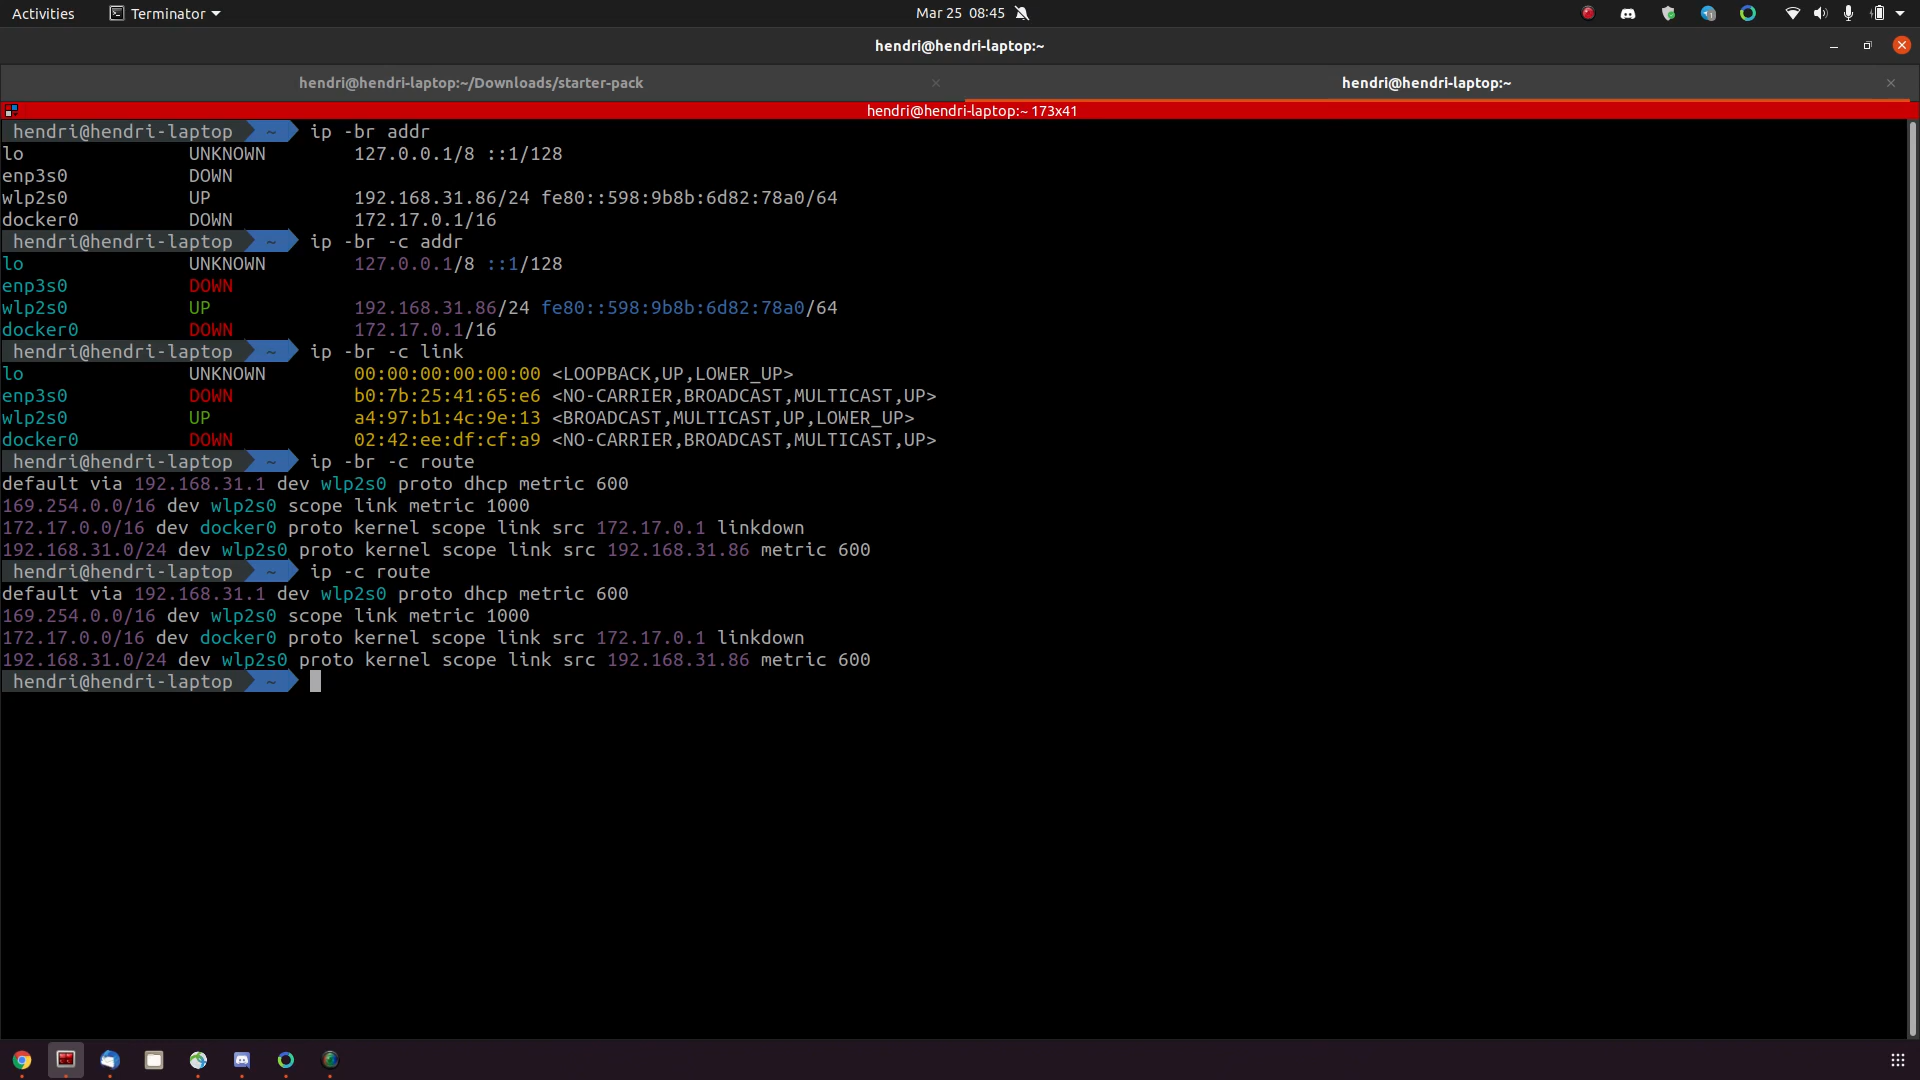 Activities Terminator Mar 25 08:45
hendri@hendri-laptop:~
hendri@hendri-laptop:~/Downloads/starter-pack hendri@hendri-laptop:~
hendri@hendri-laptop:~ 173x41
hendri@hendri-laptop ~ ip -br addr
lo UNKNOWN 127.0.0.1/8 ::1/128
enp3s0 DOWN
wlp2s0 UP 192.168.31.86/24 fe80::598:9b8b:6d82:78a0/64
docker0 DOWN 172.17.0.1/16
hendri@hendri-laptop ~ ip -br -c addr
lo UNKNOWN 127.0.0.1/8 ::1/128
enp3s0 DOWN
wlp2s0 UP 192.168.31.86/24 fe80::598:9b8b:6d82:78a0/64
docker0 DOWN 172.17.0.1/16
hendri@hendri-laptop ~ ip -br -c link
lo UNKNOWN 00:00:00:00:00:00 <LOOPBACK,UP,LOWER_UP>
enp3s0 DOWN b0:7b:25:41:65:e6 <NO-CARRIER,BROADCAST,MULTICAST,UP>
wlp2s0 UP a4:97:b1:4c:9e:13 <BROADCAST,MULTICAST,UP,LOWER_UP>
docker0 DOWN 02:42:ee:df:cf:a9 <NO-CARRIER,BROADCAST,MULTICAST,UP>
hendri@hendri-laptop ~ ip -br -c route
default via 192.168.31.1 dev wlp2s0 proto dhcp metric 600
169.254.0.0/16 dev wlp2s0 scope link metric 1000
172.17.0.0/16 dev docker0 proto kernel scope link src 172.17.0.1 linkdown
192.168.31.0/24 dev wlp2s0 proto kernel scope link src 192.168.31.86 metric 600
hendri@hendri-laptop ~ ip -c route
default via 192.168.31.1 dev wlp2s0 proto dhcp metric 600
169.254.0.0/16 dev wlp2s0 scope link metric 1000
172.17.0.0/16 dev docker0 proto kernel scope link src 172.17.0.1 linkdown
192.168.31.0/24 dev wlp2s0 proto kernel scope link src 192.168.31.86 metric 600
hendri@hendri-laptop ~